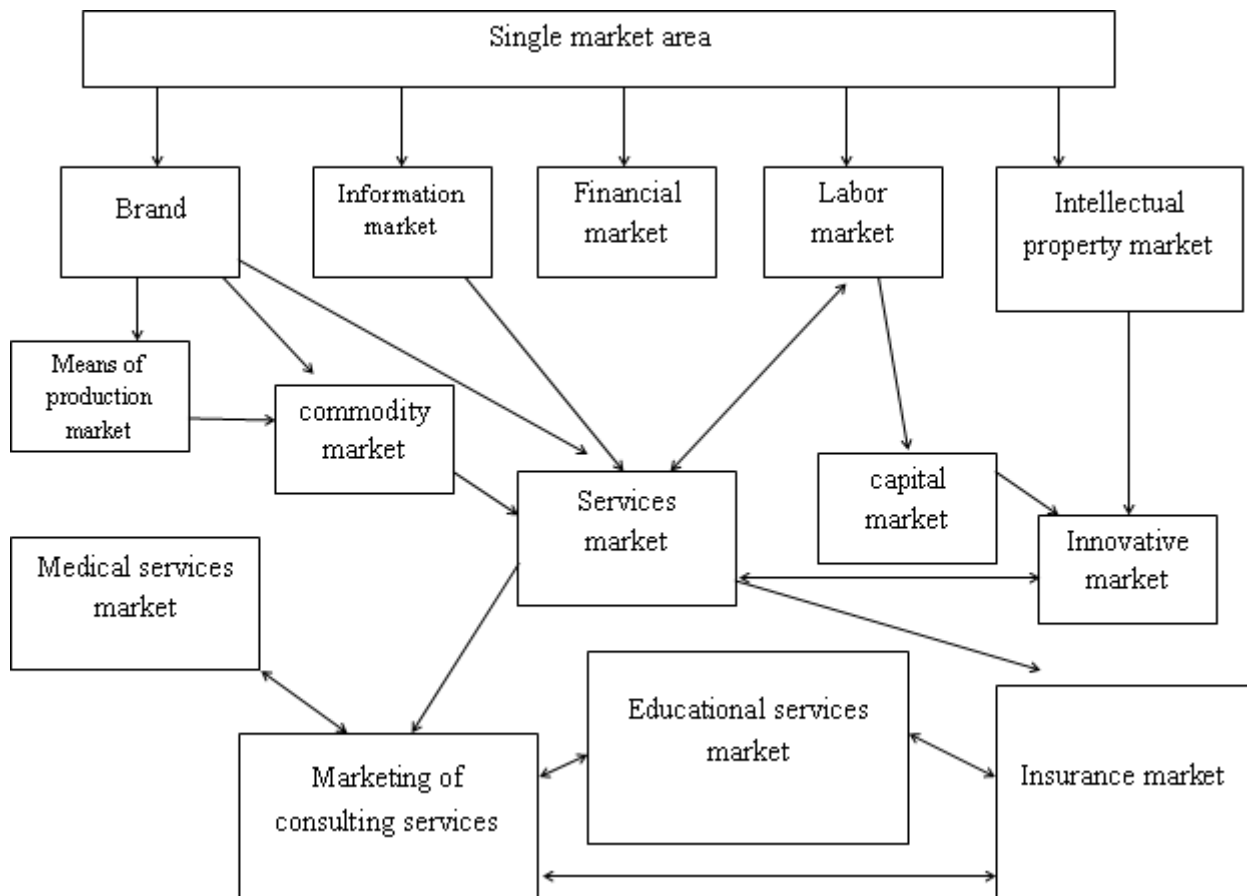 Single market area
Brand
Information
market
Financial
market
Labor
market
Intellectual
property market
Means of
production
market
commodity
market
Services
market
capital
market
Innovative
market
Medical services
market
Educational services
market
Marketing of
consulting services
Insurance market